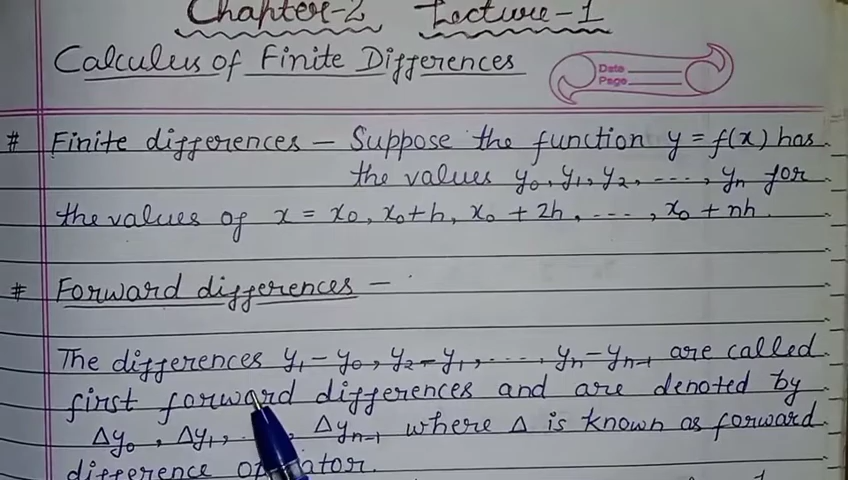 Chapter-2 Lecture-1
Calculus of Finite Differences
Date
Page
# Finite differences - Suppose the function y = f(x) has
the values y₀, y₁, y₂, ...., yₙ for
the values of x = x₀, x₀+h, x₀ + 2h, ...., x₀ + nh.
# Forward differences -
The differences y₁-y₀, y₂-y₁, ...., yₙ-yₙ₋₁ are called
first forward differences and are denoted by
Δy₀, Δy₁, , Δyₙ₋₁ where Δ is known as forward
difference